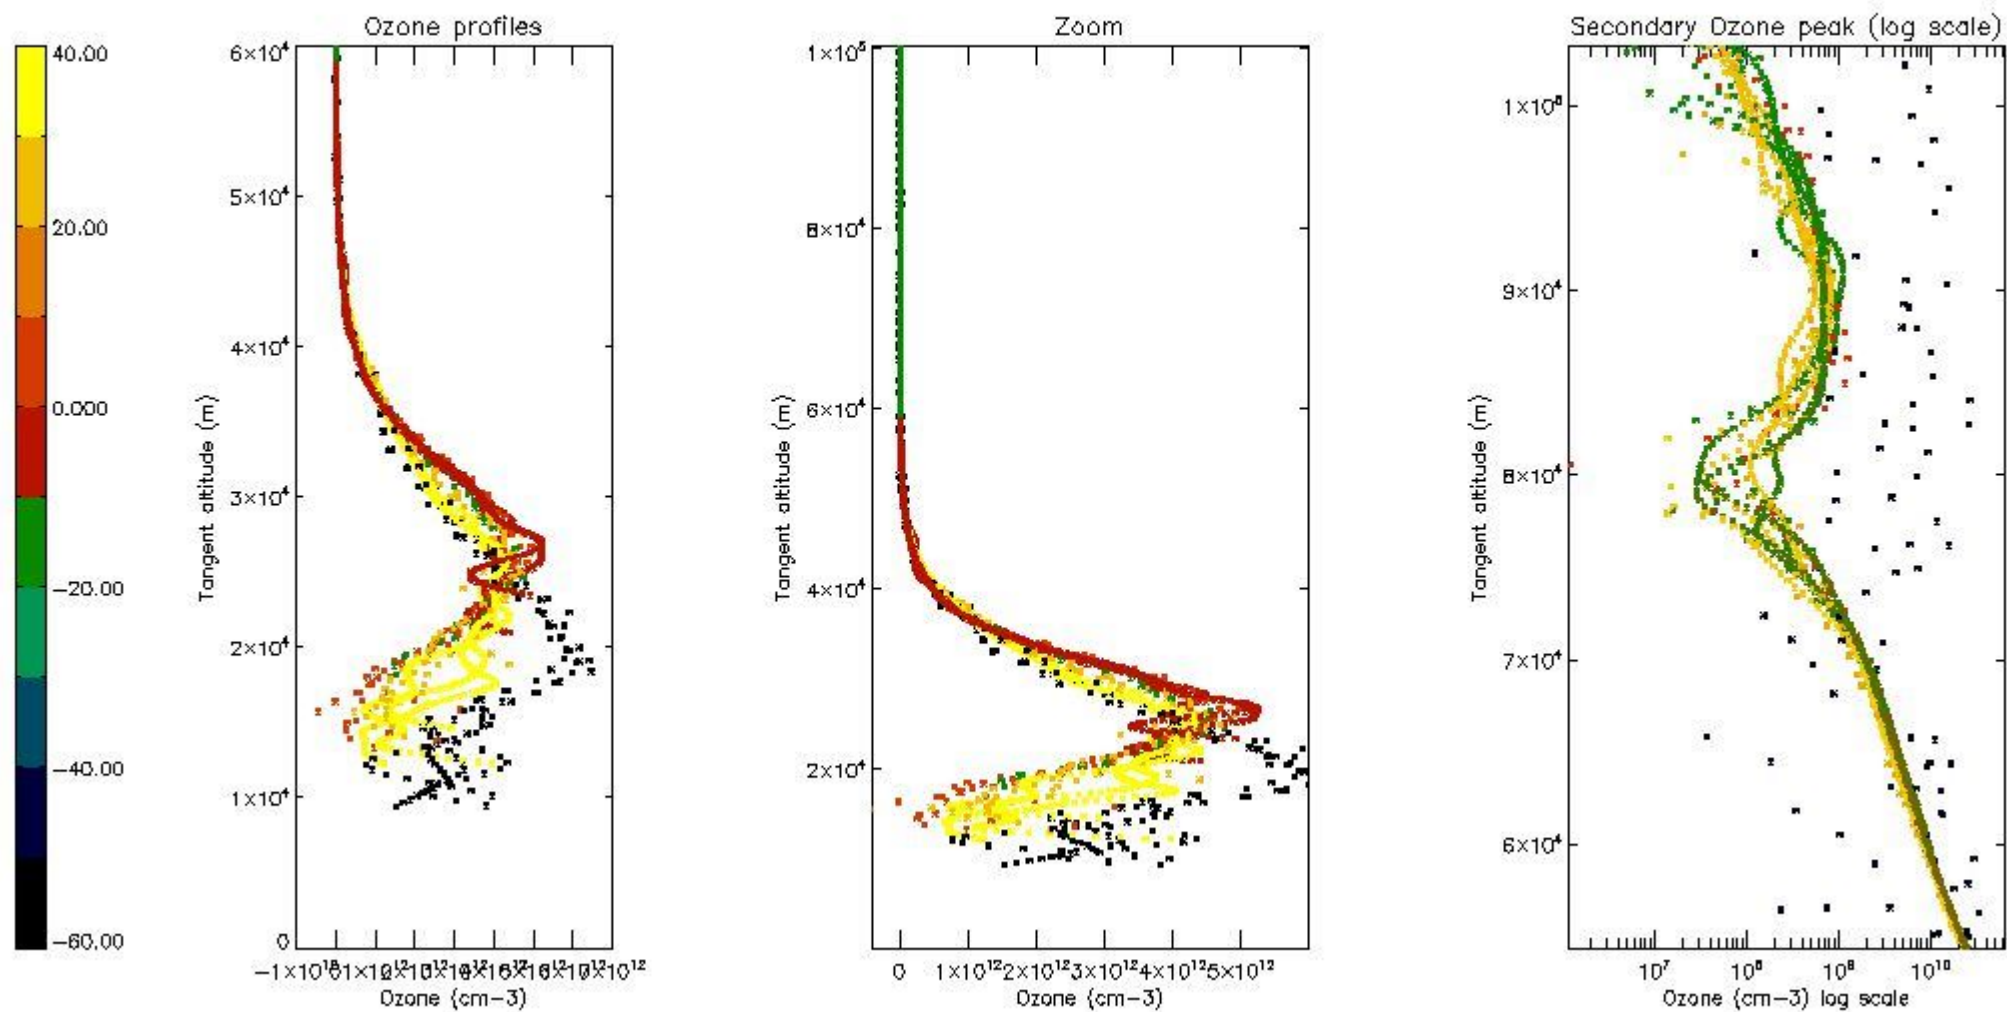 Ozone profiles
Zoom
Secondary Ozone peak (log scale)
40.00
20.00
0.000
−20.00
−40.00
−60.00
6×10⁴
5×10⁴
4×10⁴
3×10⁴
2×10⁴
1×10⁴
0
Tangent altitude (m)
Ozone (cm−3)
1×10⁵
8×10⁴
6×10⁴
4×10⁴
2×10⁴
Tangent altitude (m)
0 1×10¹² 2×10¹² 3×10¹² 4×10¹² 5×10¹²
Ozone (cm−3)
9×10⁴
8×10⁴
7×10⁴
6×10⁴
Tangent altitude (m)
10⁷ 10⁸ 10⁹ 10¹⁰
Ozone (cm−3) log scale